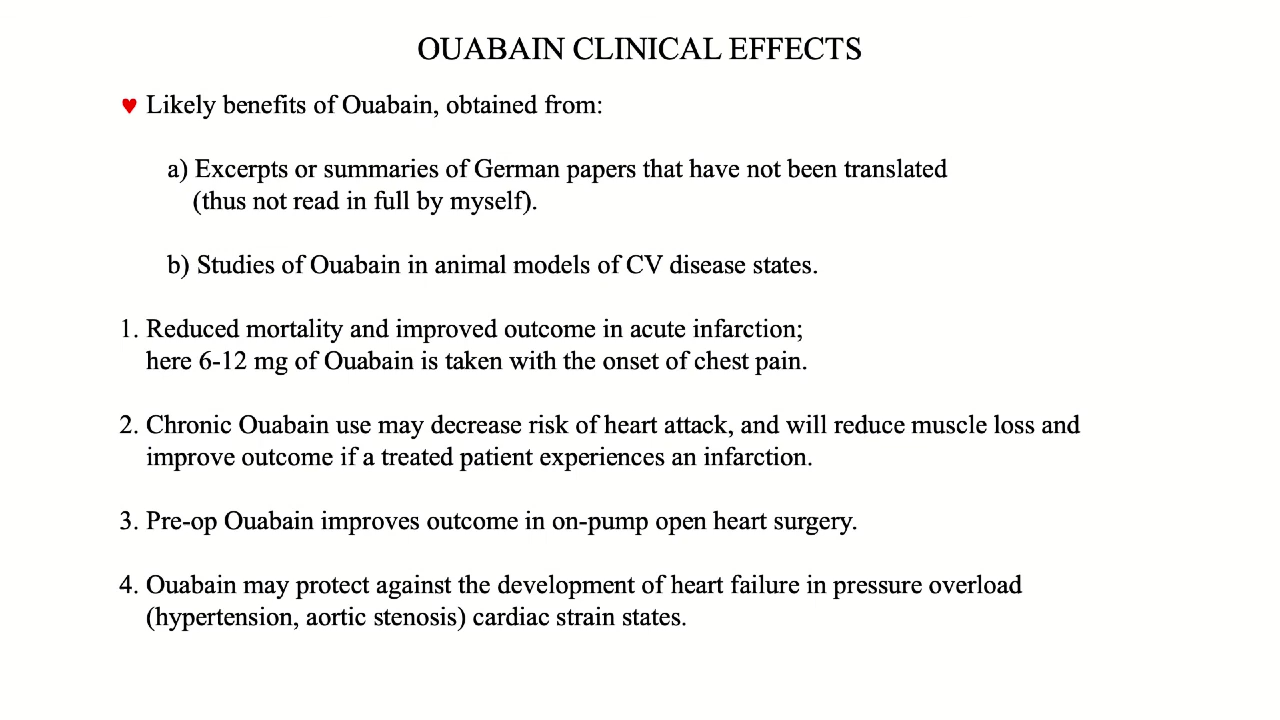 OUABAIN CLINICAL EFFECTS
♥ Likely benefits of Ouabain, obtained from:
a) Excerpts or summaries of German papers that have not been translated
(thus not read in full by myself).
b) Studies of Ouabain in animal models of CV disease states.
1. Reduced mortality and improved outcome in acute infarction;
here 6-12 mg of Ouabain is taken with the onset of chest pain.
2. Chronic Ouabain use may decrease risk of heart attack, and will reduce muscle loss and
improve outcome if a treated patient experiences an infarction.
3. Pre-op Ouabain improves outcome in on-pump open heart surgery.
4. Ouabain may protect against the development of heart failure in pressure overload
(hypertension, aortic stenosis) cardiac strain states.